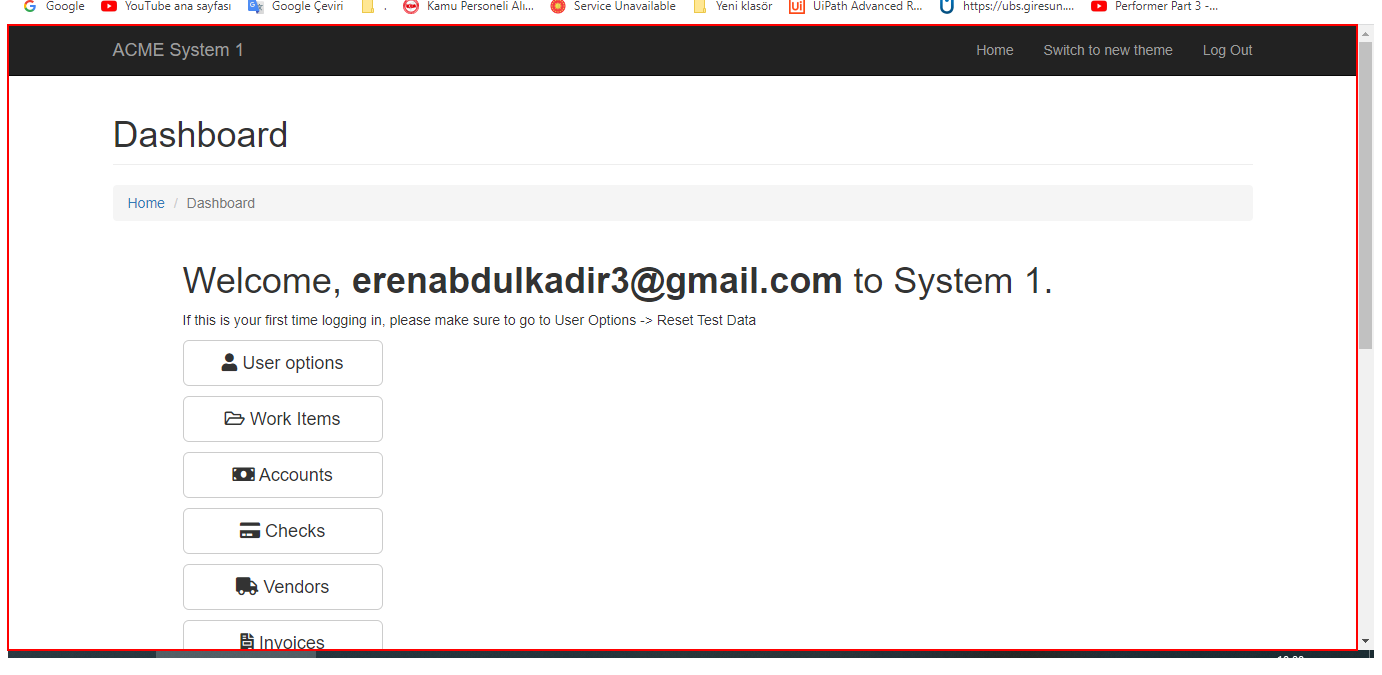 Google YouTube ana sayfası Google Çeviri . Kamu Personeli Alı... Service Unavailable Yeni klasör UiPath Advanced R... https://ubs.giresun.... Performer Part 3 -...
ACME System 1 Home Switch to new theme Log Out
Dashboard
Home / Dashboard
Welcome, erenabdulkadir3@gmail.com to System 1.
If this is your first time logging in, please make sure to go to User Options -> Reset Test Data
User options
Work Items
Accounts
Checks
Vendors
Invoices